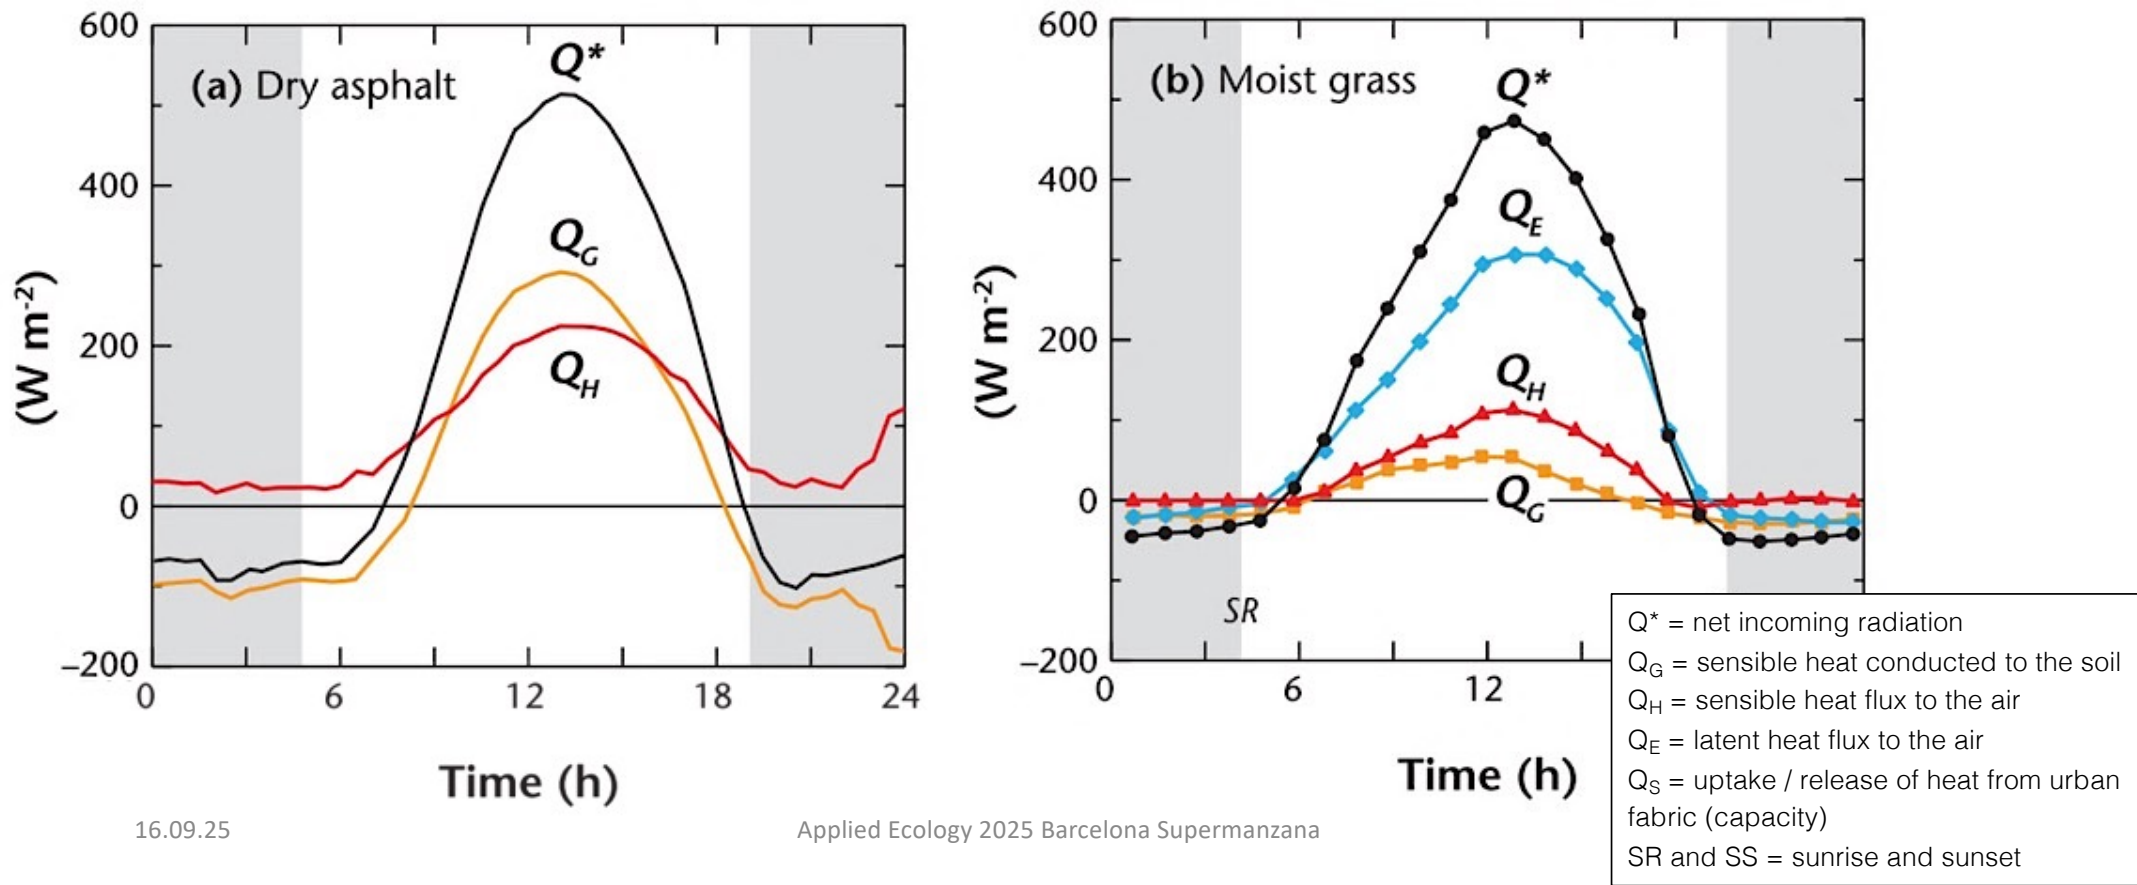 600
400
200
0
–200
(W m⁻²)
(a) Dry asphalt
Q*
Q_G
Q_H
0 6 12 18 24
Time (h)
600
400
200
0
–200
(W m⁻²)
(b) Moist grass
Q*
Q_E
Q_H
Q_G
SR
0 6 12
Time (h)
Q* = net incoming radiation
Q_G = sensible heat conducted to the soil
Q_H = sensible heat flux to the air
Q_E = latent heat flux to the air
Q_S = uptake / release of heat from urban
fabric (capacity)
SR and SS = sunrise and sunset
16.09.25
Applied Ecology 2025 Barcelona Supermanzana